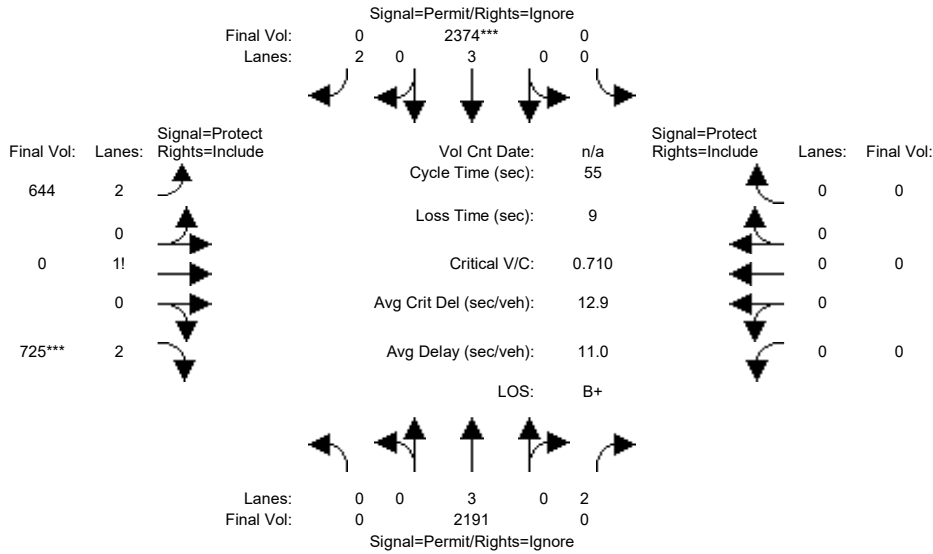 Signal=Permit/Rights=Ignore
Final Vol: 0 2374*** 0
Lanes: 2 0 3 0 0
Signal=Protect
Final Vol: Lanes: Rights=Include
Vol Cnt Date: n/a
Signal=Protect
Rights=Include Lanes: Final Vol:
Cycle Time (sec): 55
644 2
0 0
Loss Time (sec): 9
0
0
0 1!
Critical V/C: 0.710
0 0
0
Avg Crit Del (sec/veh): 12.9
0
725*** 2
Avg Delay (sec/veh): 11.0
0 0
LOS: B+
Lanes: 0 0 3 0 2
Final Vol: 0 2191 0
Signal=Permit/Rights=Ignore